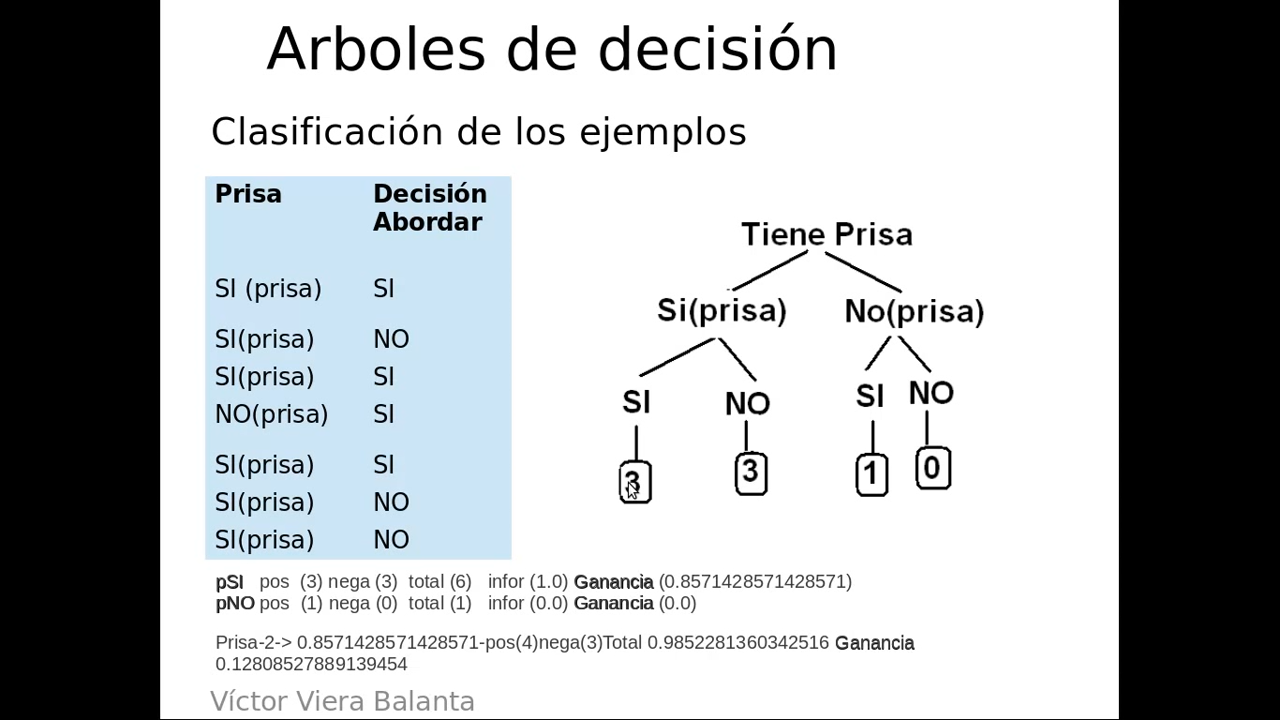 Arboles de decisión
Clasificación de los ejemplos
Prisa Decisión
Abordar
SI (prisa) SI
SI(prisa) NO
SI(prisa) SI
NO(prisa) SI
SI(prisa) SI
SI(prisa) NO
SI(prisa) NO
Tiene Prisa
Si(prisa) No(prisa)
SI NO SI NO
3 3 1 0
pSI pos (3) nega (3) total (6) infor (1.0) Ganancia (0.8571428571428571)
pNO pos (1) nega (0) total (1) infor (0.0) Ganancia (0.0)
Prisa-2-> 0.8571428571428571-pos(4)nega(3)Total 0.9852281360342516 Ganancia
0.12808527889139454
Víctor Viera Balanta